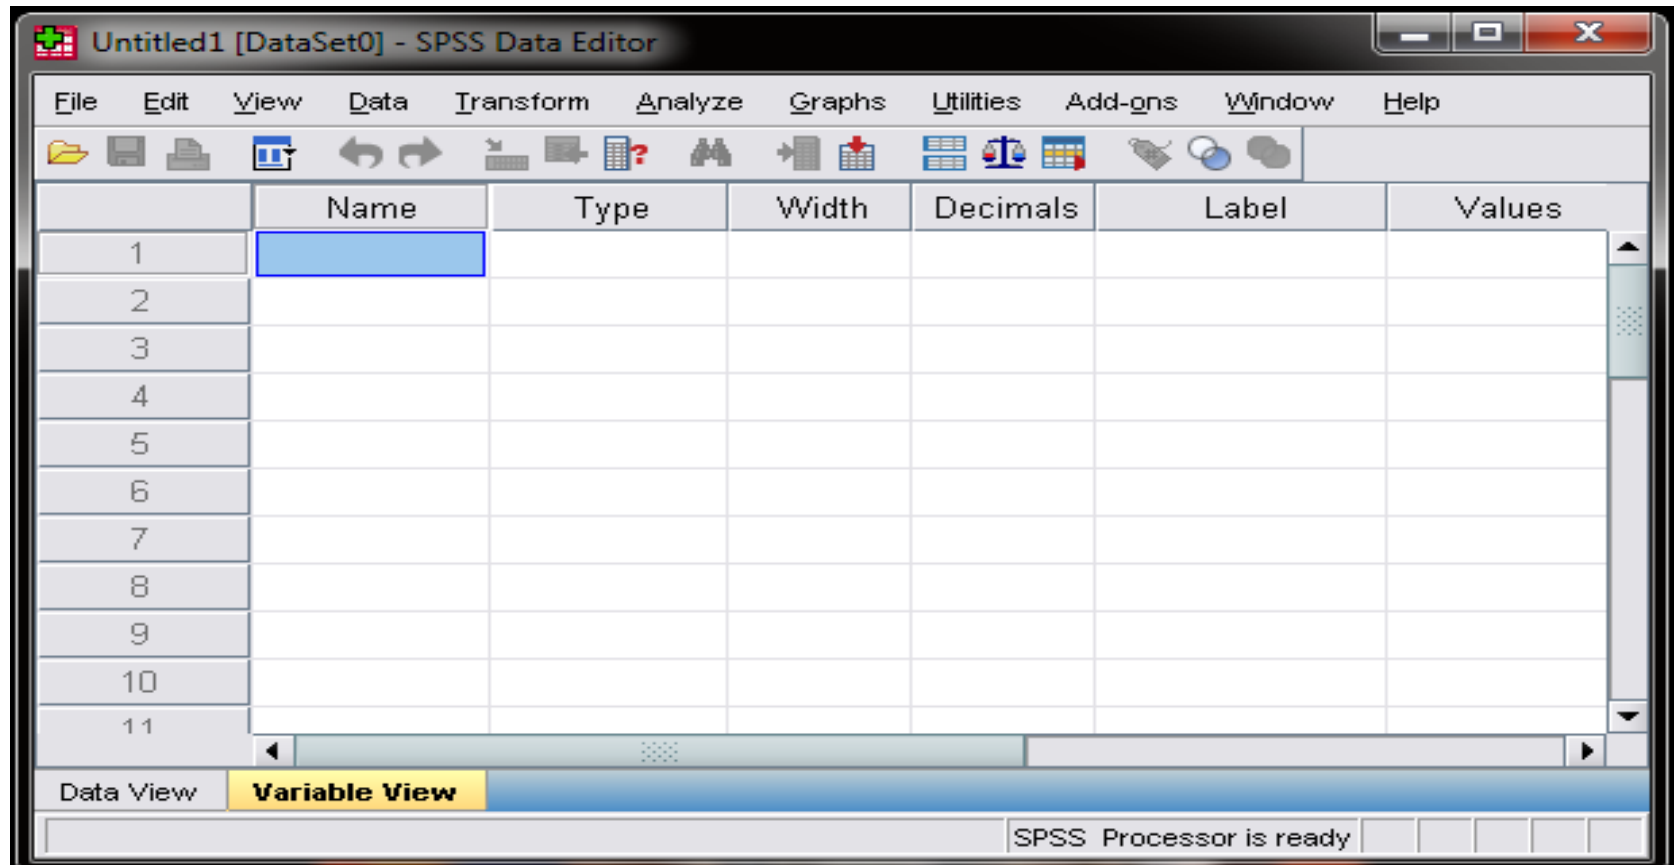 Untitled1 [DataSet0] - SPSS Data Editor
File Edit View Data Transform Analyze Graphs Utilities Add-ons Window Help
Name Type Width Decimals Label Values
1
2
3
4
5
6
7
8
9
10
11
Data View Variable View
SPSS Processor is ready